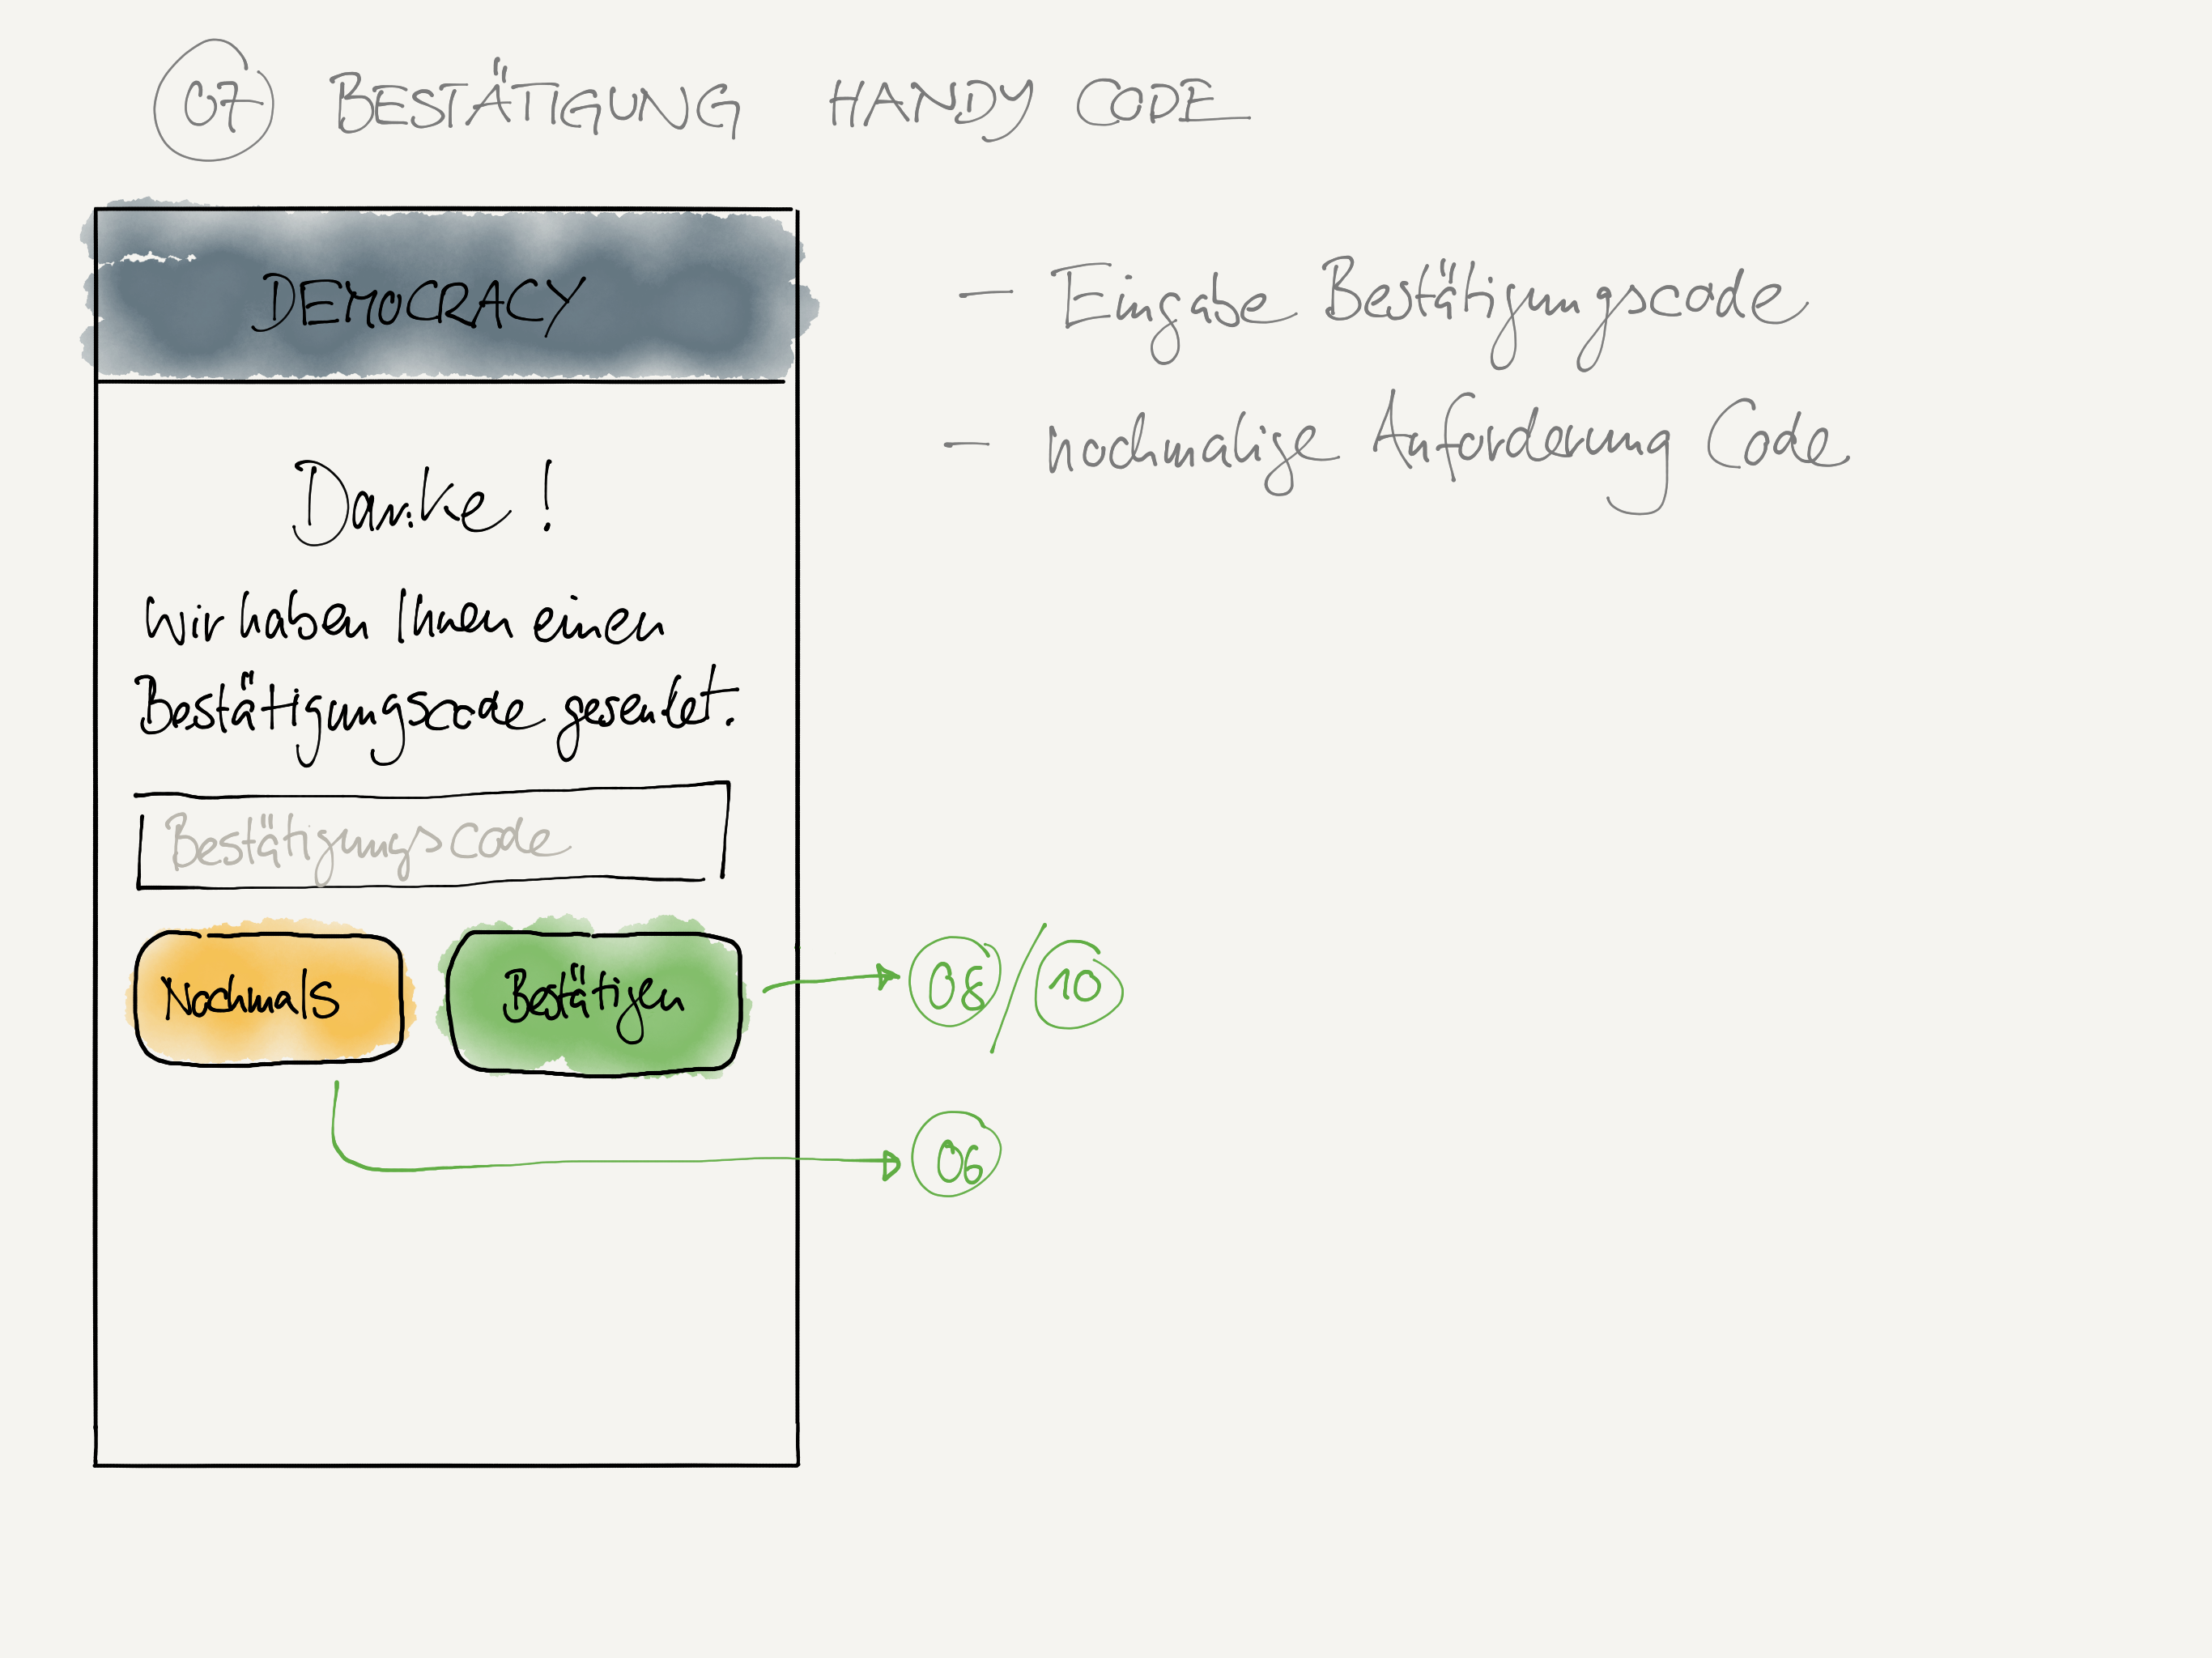 07 BESTÄTIGUNG HANDY CODE
DEMOCRACY
Danke!
Wir haben Ihnen einen
Bestätigungscode gesendet.
Bestätigungscode
Nochmals
Bestätigen
— Eingabe Bestätigungscode
— nochmalige Anforderung Code
08/10
06